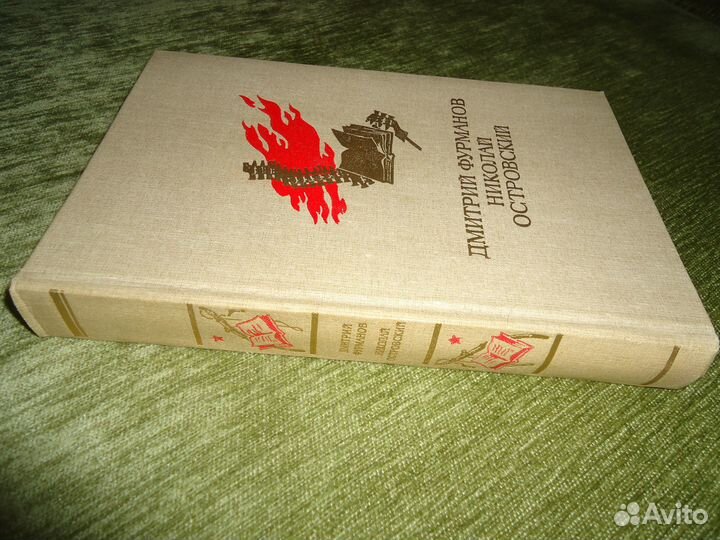 ДМИТРИЙ ФУРМАНОВ
НИКОЛАЙ
ОСТРОВСКИЙ
ДМИТРИЙ
ФУРМАНОВ
НИКОЛАЙ
ОСТРОВСКИЙ
Avito